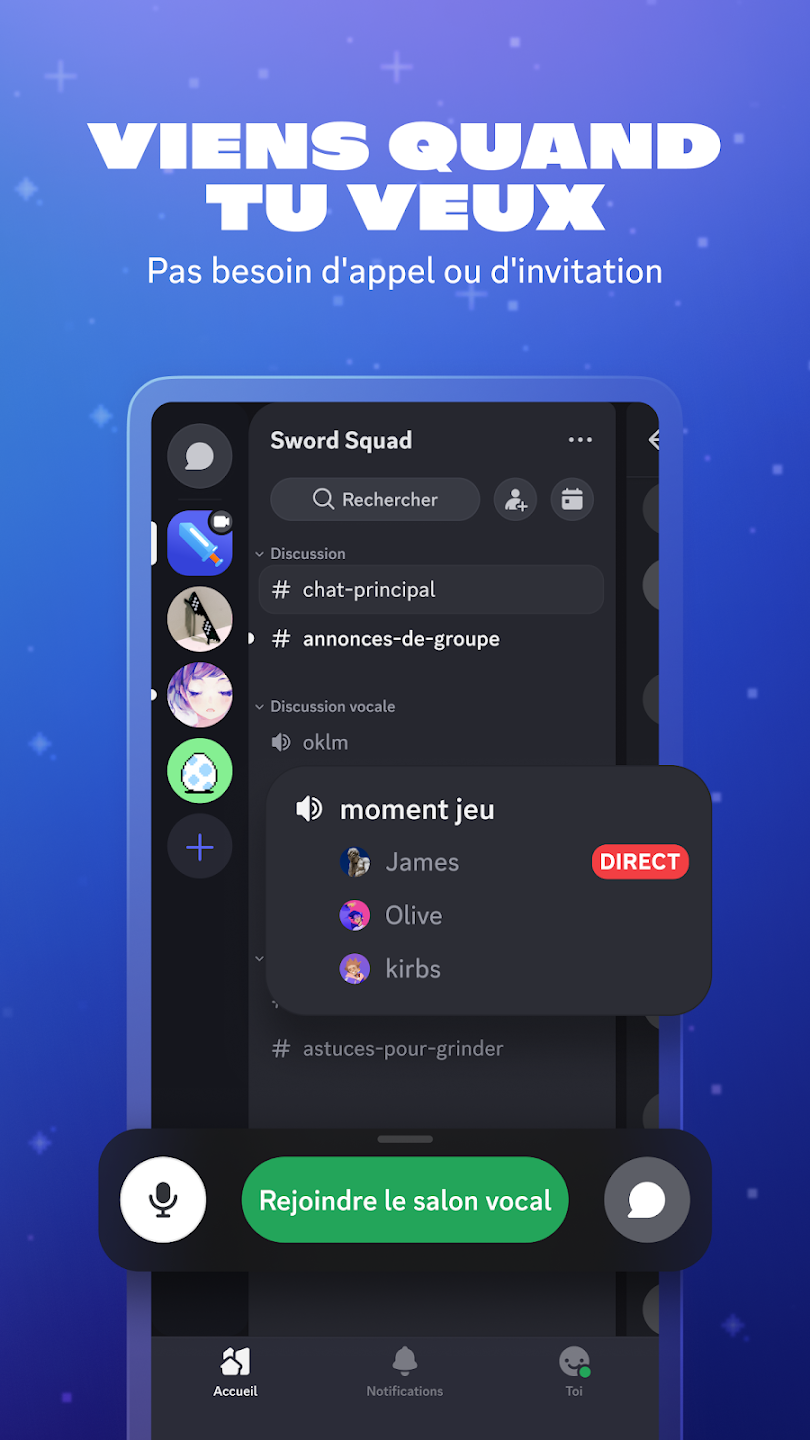 VIENS QUAND
TU VEUX
Pas besoin d'appel ou d'invitation
Sword Squad
Rechercher
Discussion
# chat-principal
# annonces-de-groupe
Discussion vocale
oklm
moment jeu
James
DIRECT
Olive
kirbs
# astuces-pour-grinder
Rejoindre le salon vocal
Accueil
Notifications
Toi